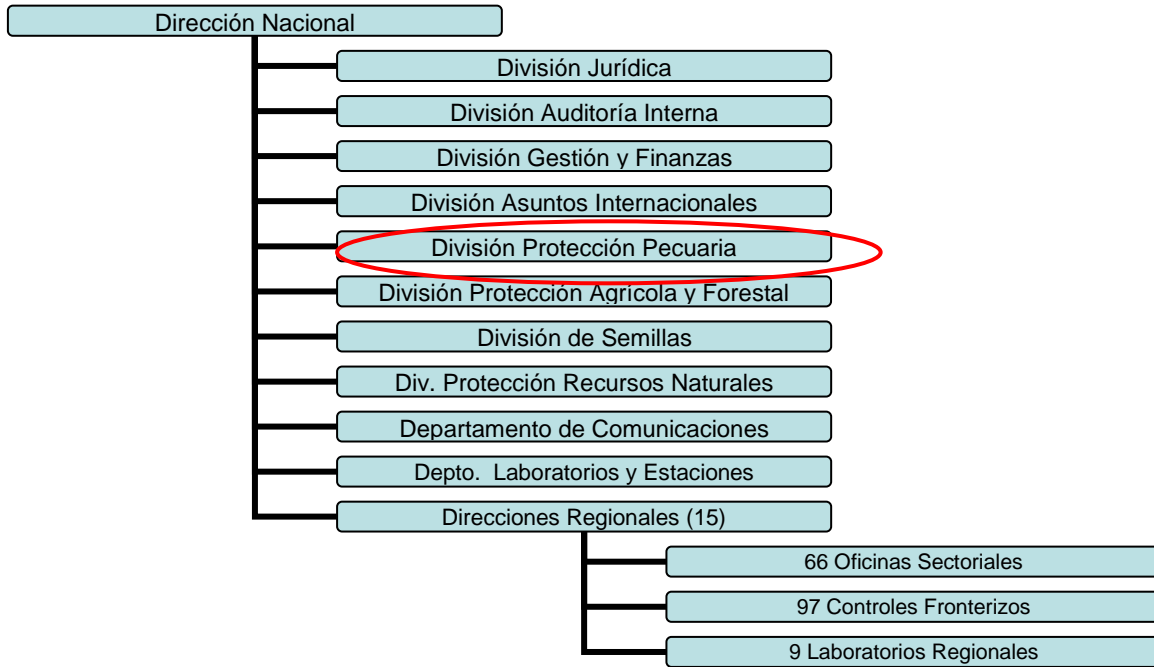 Dirección Nacional
División Jurídica
División Auditoría Interna
División Gestión y Finanzas
División Asuntos Internacionales
División Protección Pecuaria
División Protección Agrícola y Forestal
División de Semillas
Div. Protección Recursos Naturales
Departamento de Comunicaciones
Depto. Laboratorios y Estaciones
Direcciones Regionales (15)
66 Oficinas Sectoriales
97 Controles Fronterizos
9 Laboratorios Regionales